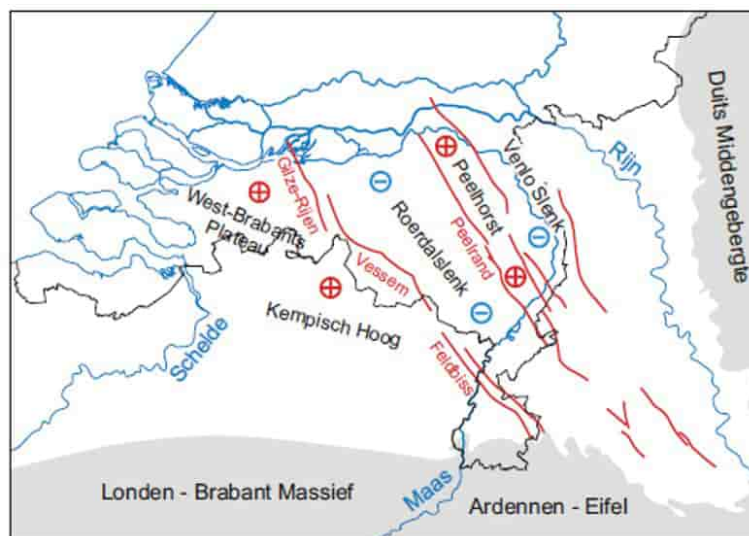 Duits Middengebergte
Rijn
Venlo Slenk
Peelhorst
Gilze-Rijen
West-Brabants
Plateau
Roerdalslenk
Peelrand
Vessem
Kempisch Hoog
Schelde
Feldbiss
Londen - Brabant Massief
Maas
Ardennen - Eifel